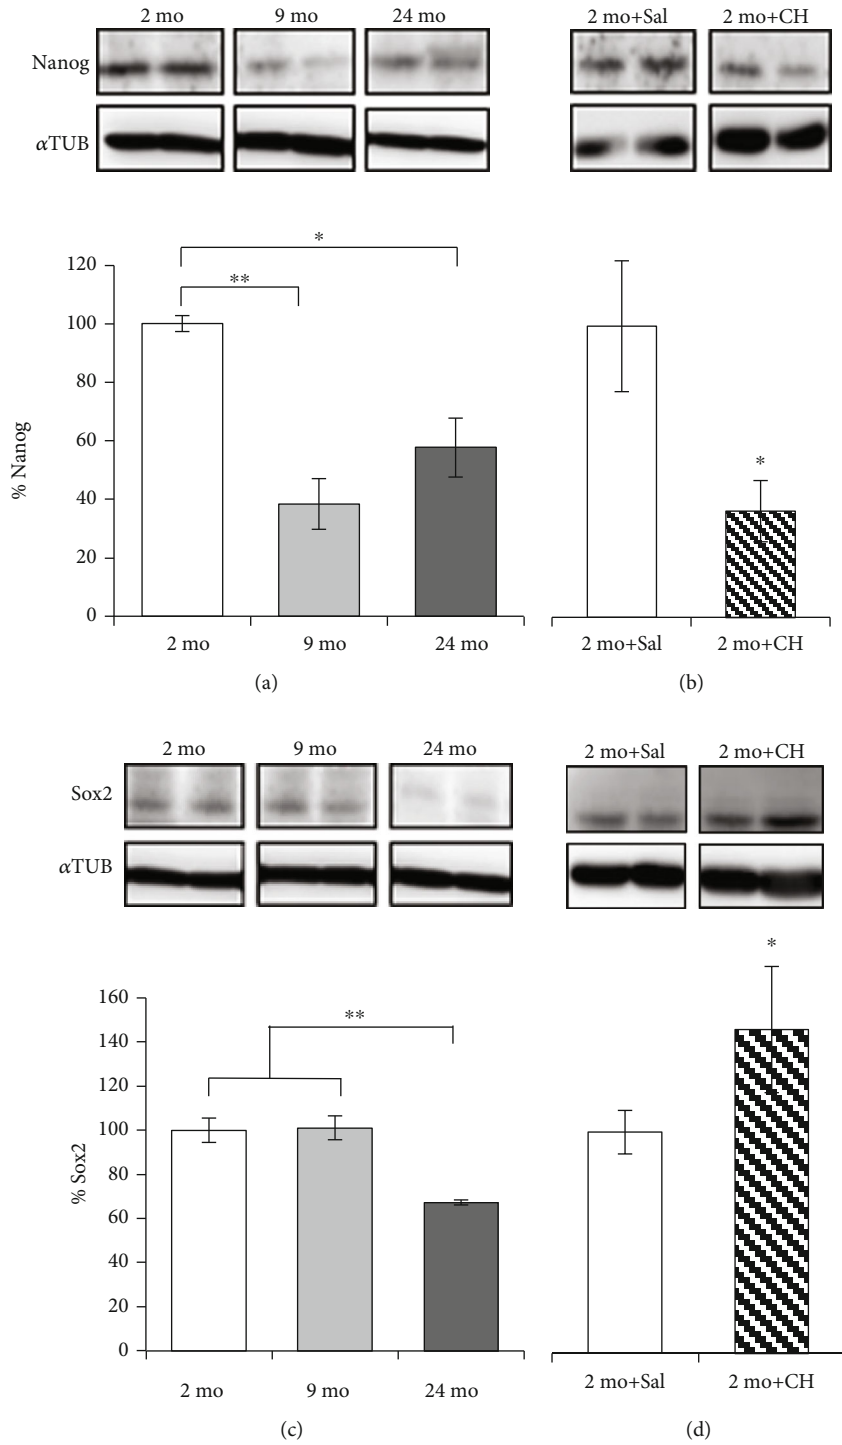 2 mo 9 mo 24 mo
Nanog
αTUB
2 mo+Sal 2 mo+CH
% Nanog
120
100
80
60
40
20
0
**
*
2 mo 9 mo 24 mo
(a)
*
2 mo+Sal 2 mo+CH
(b)
2 mo 9 mo 24 mo
Sox2
αTUB
2 mo+Sal 2 mo+CH
% Sox2
160
140
120
100
80
60
40
20
0
**
2 mo 9 mo 24 mo
(c)
*
2 mo+Sal 2 mo+CH
(d)